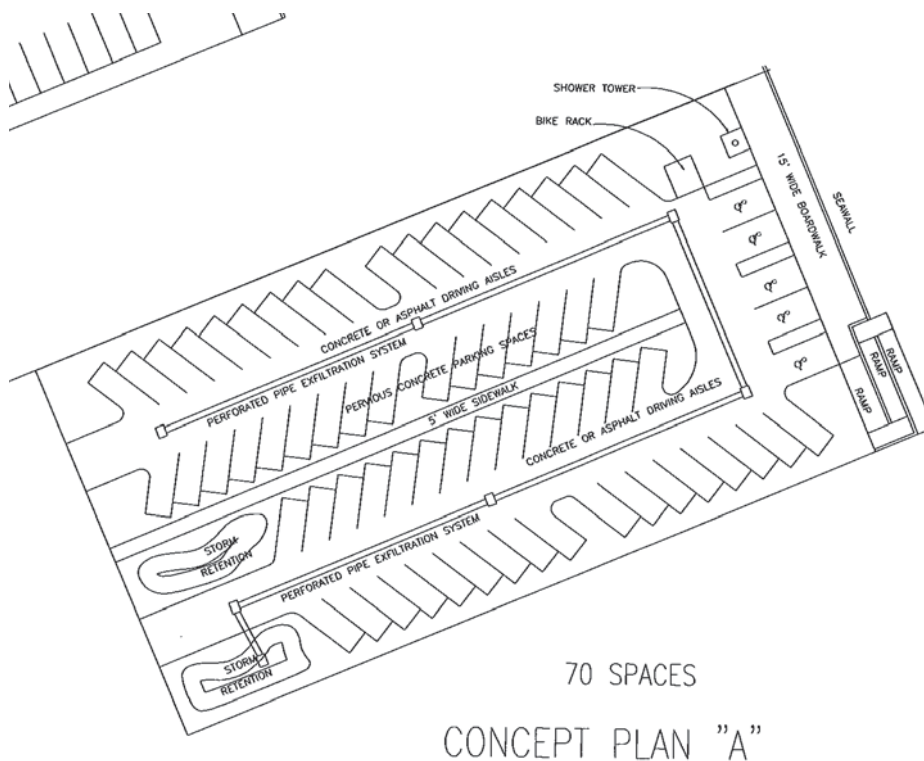 SHOWER TOWER
BIKE RACK
15' WIDE BOARDWALK
SEAWALL
CONCRETE OR ASPHALT DRIVING AISLES
PERFORATED PIPE EXFILTRATION SYSTEM
PERVIOUS CONCRETE PARKING SPACES
5' WIDE SIDEWALK
CONCRETE OR ASPHALT DRIVING AISLES
RAMP
RAMP
RAMP
STORM
RETENTION
PERFORATED PIPE EXFILTRATION SYSTEM
STORM
RETENTION
70 SPACES
CONCEPT PLAN "A"